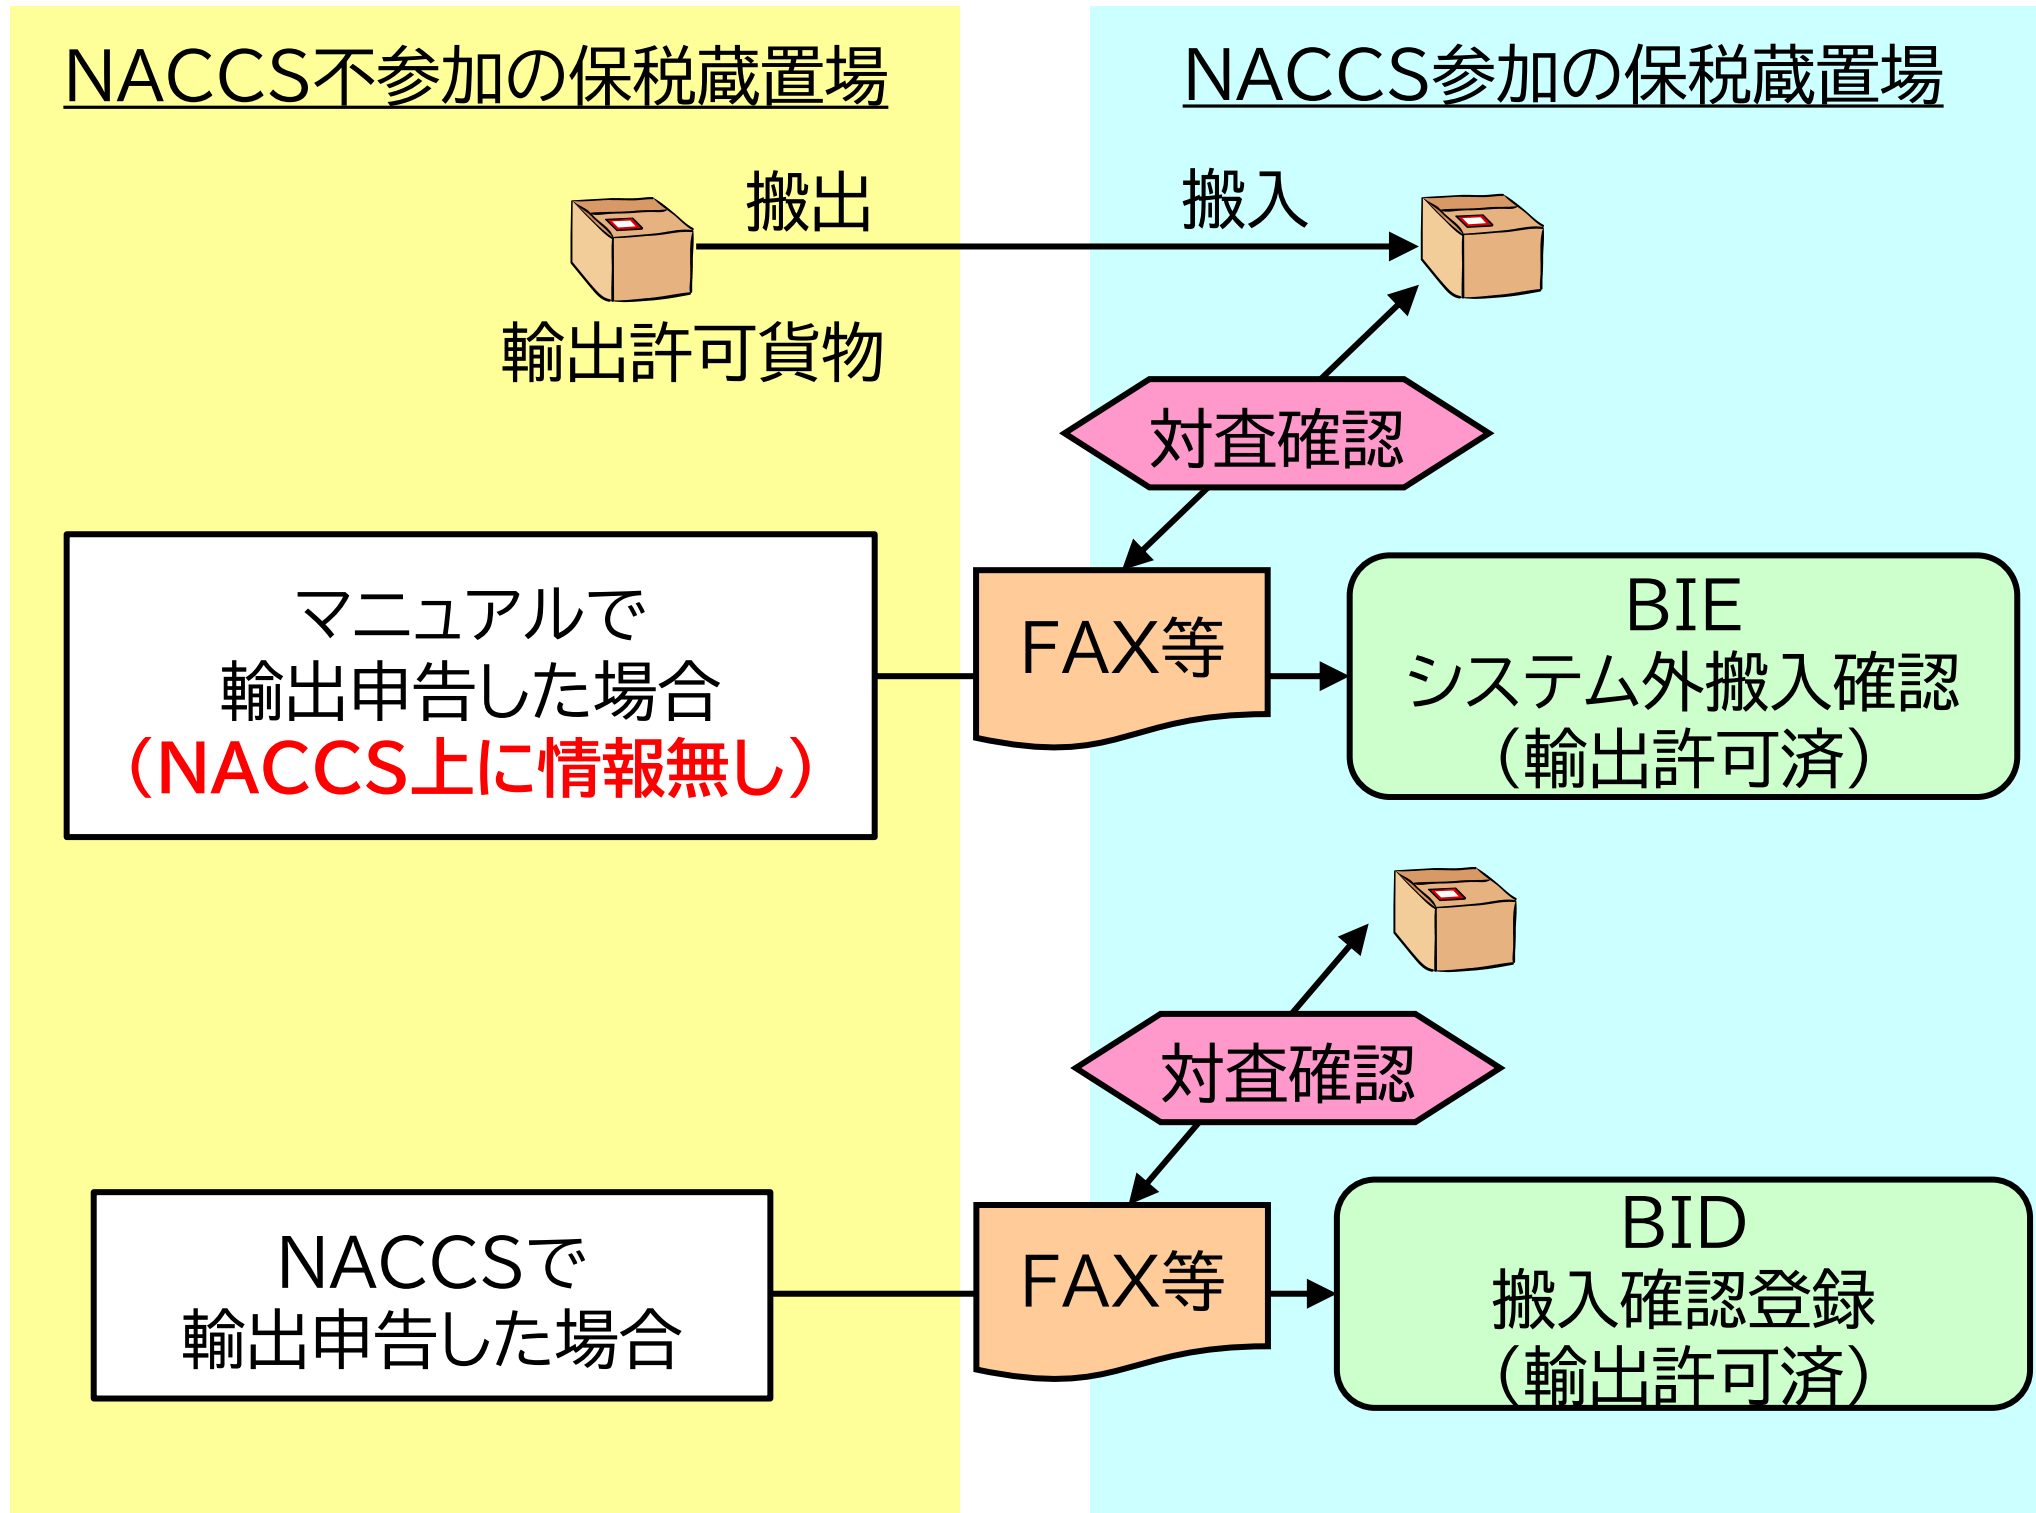 NACCS不参加の保税蔵置場
NACCS参加の保税蔵置場
搬出
搬入
輸出許可貨物
対査確認
マニュアルで
輸出申告した場合
（NACCS上に情報無し）
FAX等
BIE
システム外搬入確認
（輸出許可済）
対査確認
NACCSで
輸出申告した場合
FAX等
BID
搬入確認登録
（輸出許可済）